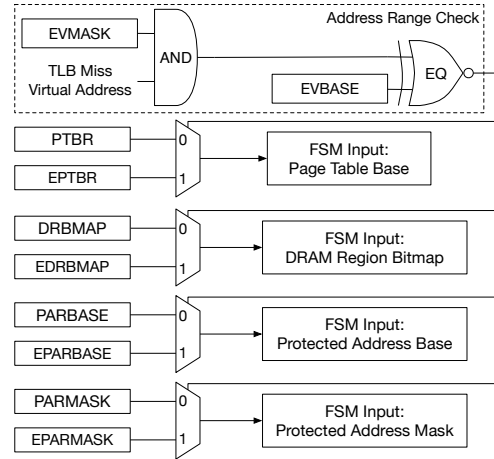 Address Range Check
EVMASK
AND
TLB Miss
Virtual Address
EQ
EVBASE
PTBR
0
EPTBR
1
FSM Input:
Page Table Base
DRBMAP
0
EDRBMAP
1
FSM Input:
DRAM Region Bitmap
PARBASE
0
EPARBASE
1
FSM Input:
Protected Address Base
PARMASK
0
EPARMASK
1
FSM Input:
Protected Address Mask